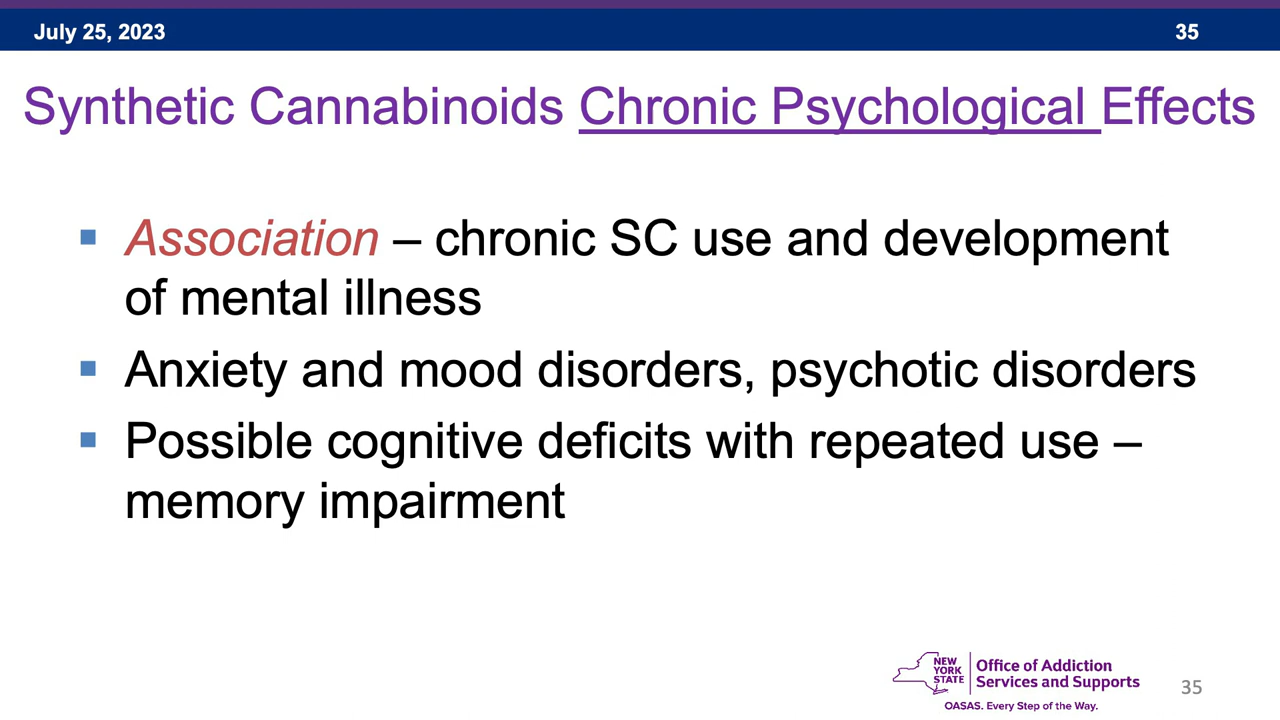 July 25, 2023
35
Synthetic Cannabinoids Chronic Psychological Effects
Association – chronic SC use and development
of mental illness
Anxiety and mood disorders, psychotic disorders
Possible cognitive deficits with repeated use –
memory impairment
NEW
YORK
STATE
Office of Addiction
Services and Supports
OASAS. Every Step of the Way.
35